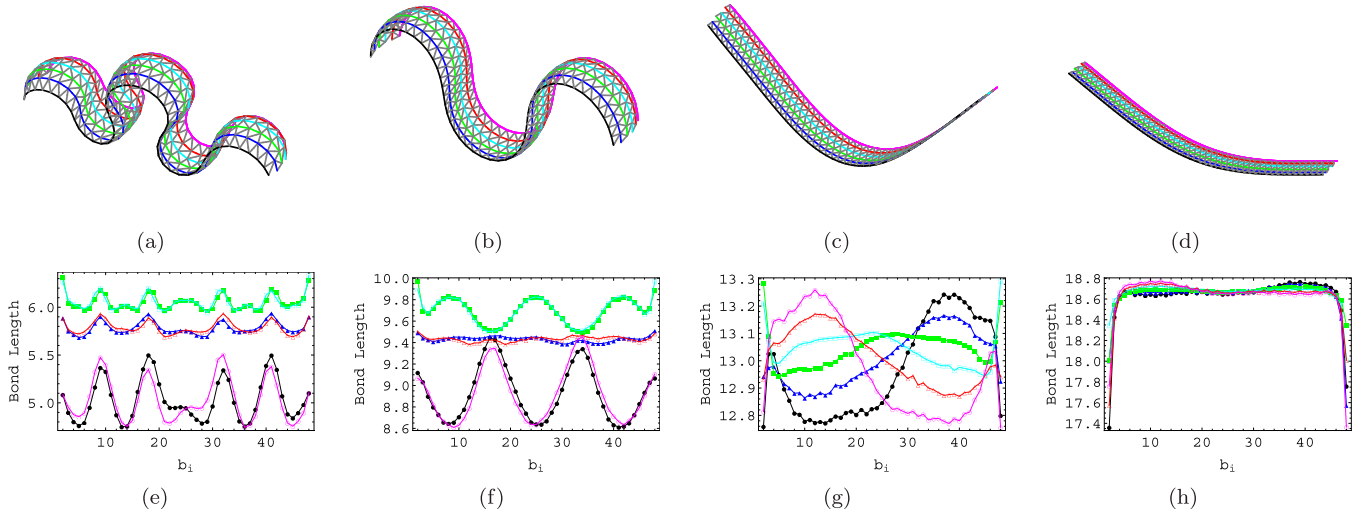 (a) (b) (c) (d)
6.0
5.5
5.0
Bond Length
10 20 30 40
b_i
10.0
9.8
9.6
9.4
9.2
9.0
8.8
8.6
Bond Length
0 10 20 30 40
b_i
13.3
13.2
13.1
13.0
12.9
12.8
Bond Length
10 20 30 40
b_i
18.8
18.6
18.4
18.2
18.0
17.8
17.6
17.4
Bond Length
10 20 30 40
b_i
(e) (f) (g) (h)